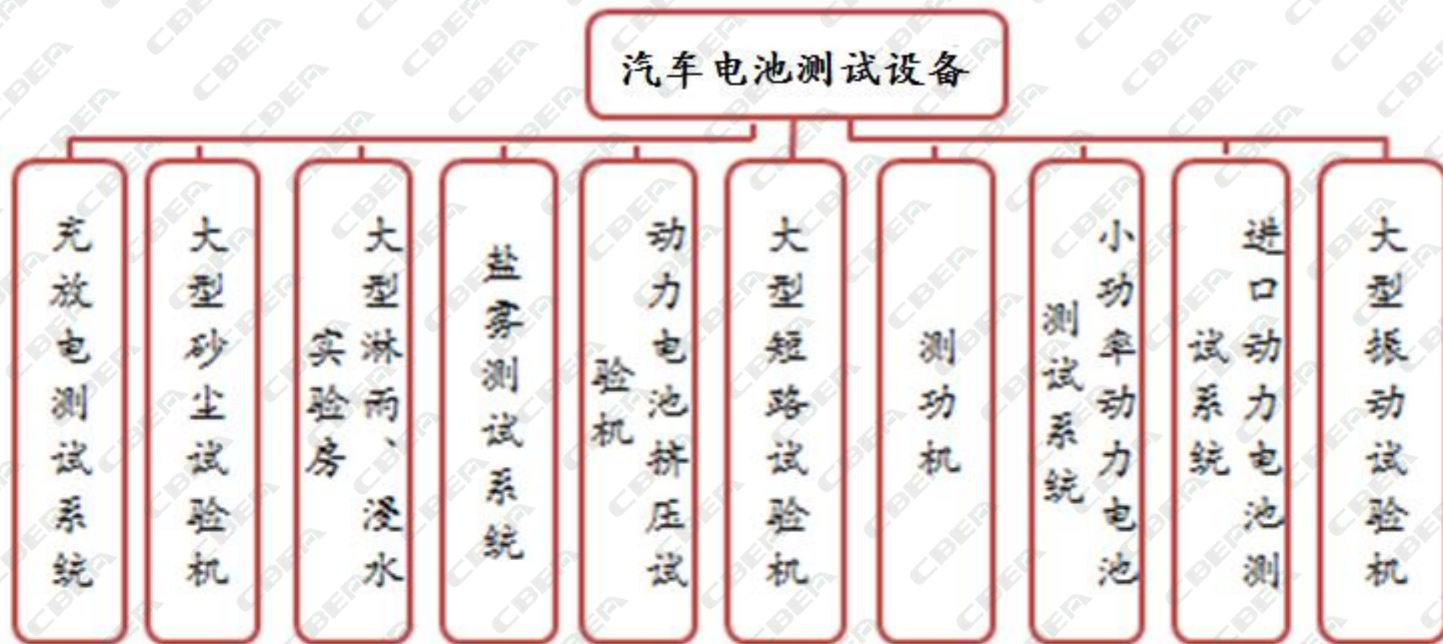 汽车电池测试设备
充放电测试系统
大型砂尘试验机
大型淋雨、浸水
实验房
盐雾测试系统
动力电池挤压试
验机
大型短路试验机
测功机
小功率动力电池
测试系统
进口动力电池测
试系统
大型振动试验机
CBEA